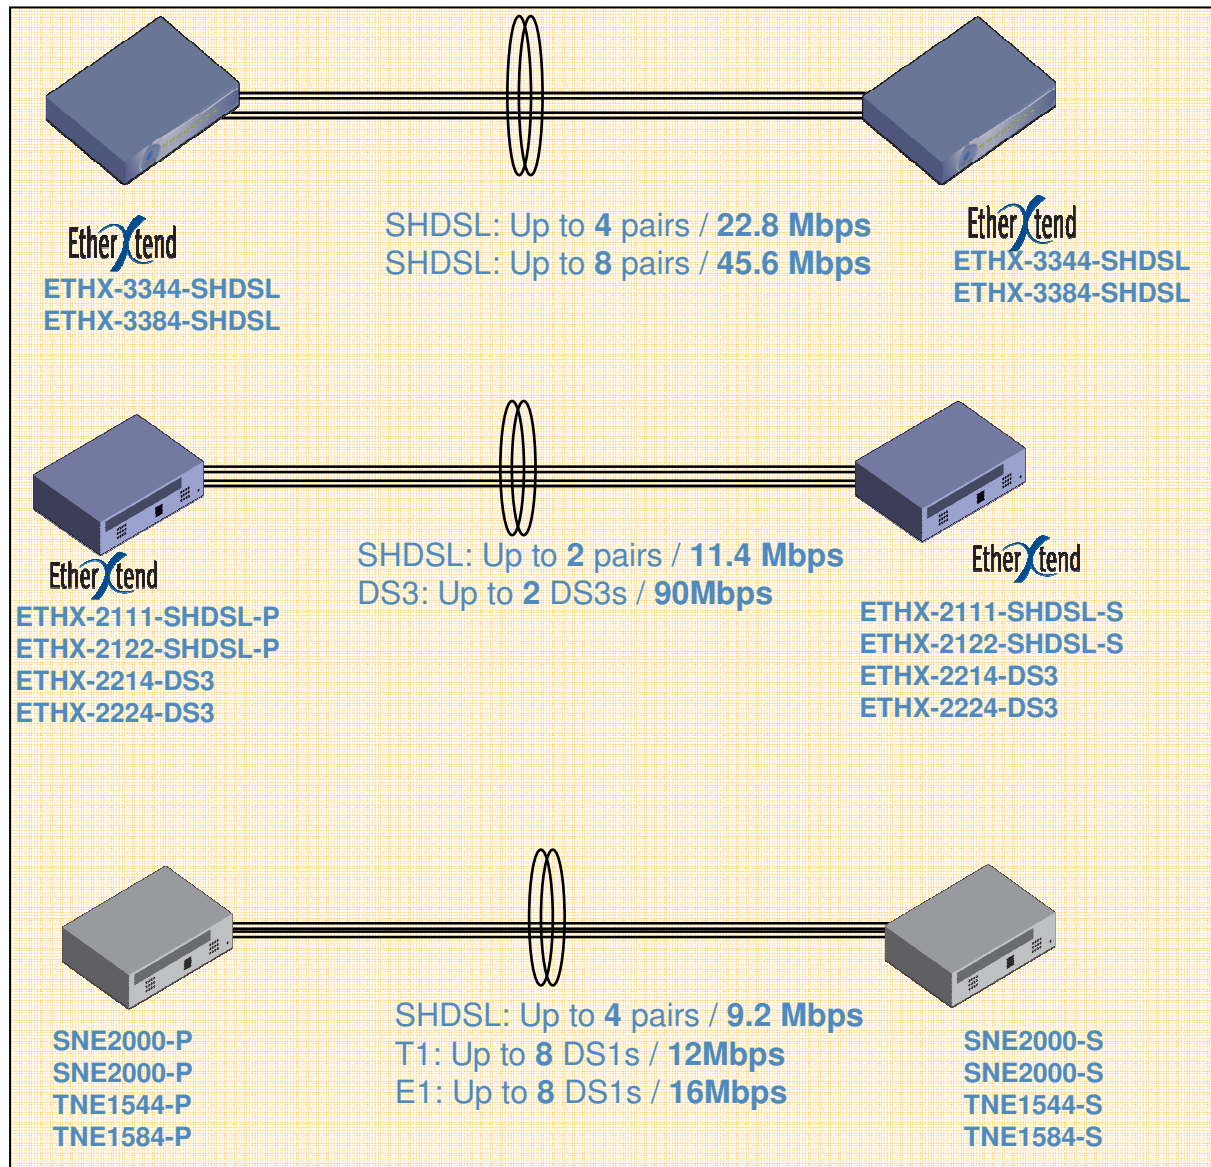 EtherXtend
ETHX-3344-SHDSL
ETHX-3384-SHDSL
SHDSL: Up to 4 pairs / 22.8 Mbps
SHDSL: Up to 8 pairs / 45.6 Mbps
EtherXtend
ETHX-3344-SHDSL
ETHX-3384-SHDSL
EtherXtend
ETHX-2111-SHDSL-P
ETHX-2122-SHDSL-P
ETHX-2214-DS3
ETHX-2224-DS3
SHDSL: Up to 2 pairs / 11.4 Mbps
DS3: Up to 2 DS3s / 90Mbps
EtherXtend
ETHX-2111-SHDSL-S
ETHX-2122-SHDSL-S
ETHX-2214-DS3
ETHX-2224-DS3
SNE2000-P
SNE2000-P
TNE1544-P
TNE1584-P
SHDSL: Up to 4 pairs / 9.2 Mbps
T1: Up to 8 DS1s / 12Mbps
E1: Up to 8 DS1s / 16Mbps
SNE2000-S
SNE2000-S
TNE1544-S
TNE1584-S